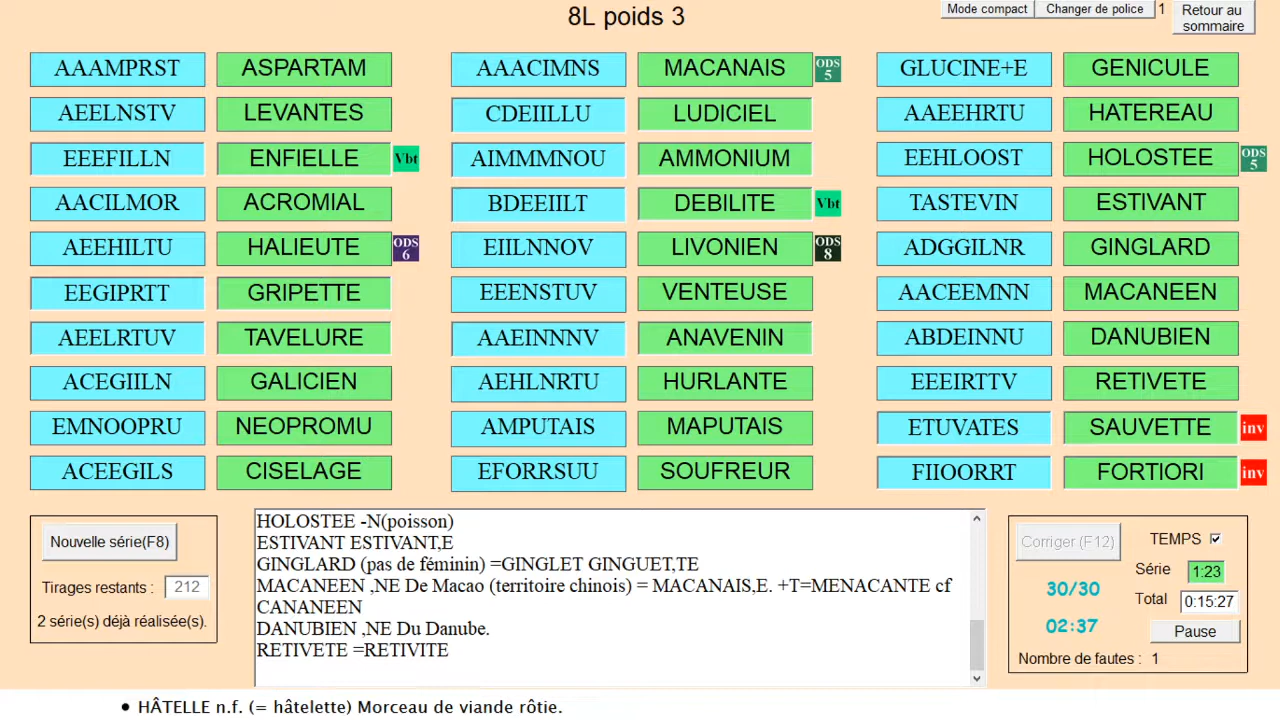 8L poids 3
Mode compact Changer de police 1 Retour au sommaire
AAAMPRST ASPARTAM AAACIMNS MACANAIS ODS 5 GLUCINE+E GENICULE
AEELNSTV LEVANTES CDEIILLU LUDICIEL AAEEHRTU HATEREAU
EEEFILLN ENFIELLE Vbt AIMMMNOU AMMONIUM EEHLOOST HOLOSTEE ODS 5
AACILMOR ACROMIAL BDEEIILT DEBILITE Vbt TASTEVIN ESTIVANT
AEEHILTU HALIEUTE ODS 6 EIILNNOV LIVONIEN ODS 8 ADGGILNR GINGLARD
EEGIPRTT GRIPETTE EEENSTUV VENTEUSE AACEEMNN MACANEEN
AEELRTUV TAVELURE AAEINNNV ANAVENIN ABDEINNU DANUBIEN
ACEGIILN GALICIEN AEHLNRTU HURLANTE EEEIRTTV RETIVETE
EMNOOPRU NEOPROMU AMPUTAIS MAPUTAIS ETUVATES SAUVETTE inv
ACEEGILS CISELAGE EFORRSUU SOUFREUR FIIOORRT FORTIORI inv
Nouvelle série(F8)
Tirages restants : 212
2 série(s) déjà réalisée(s).
HOLOSTEE -N(poisson)
ESTIVANT ESTIVANT,E
GINGLARD (pas de féminin) =GINGLET GINGUET,TE
MACANEEN ,NE De Macao (territoire chinois) = MACANAIS,E. +T=MENACANTE cf
CANANEEN
DANUBIEN ,NE Du Danube.
RETIVETE =RETIVITE
Corriger (F12) TEMPS
Série 1:23
30/30
Total 0:15:27
02:37
Pause
Nombre de fautes : 1
• HÂTELLE n.f. (= hâtelette) Morceau de viande rôtie.